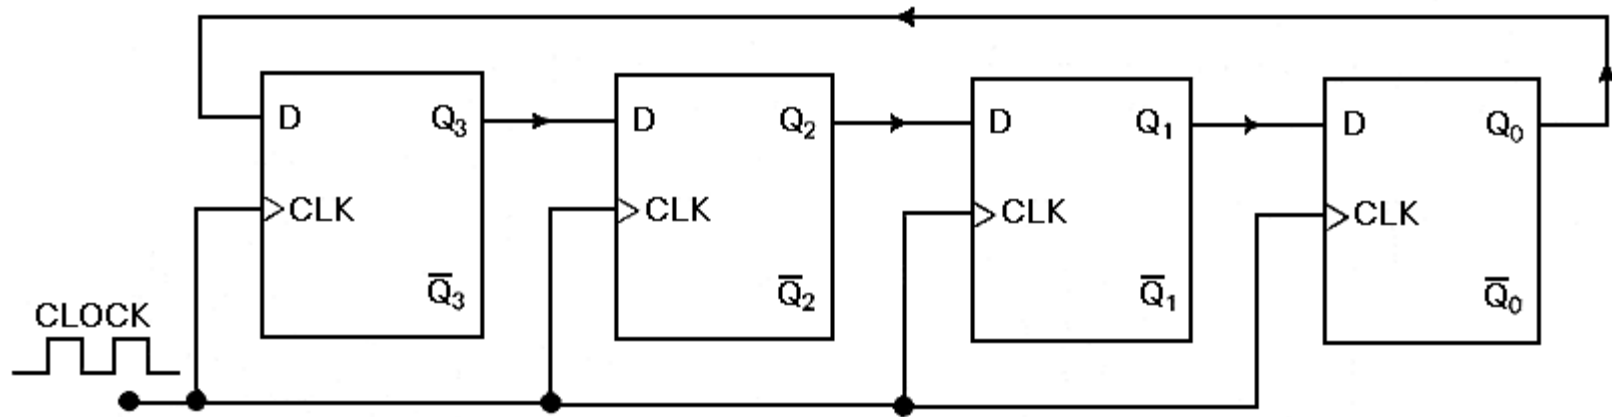 D Q₃ D Q₂ D Q₁ D Q₀
CLK CLK CLK CLK
Q̅₃ Q̅₂ Q̅₁ Q̅₀
CLOCK